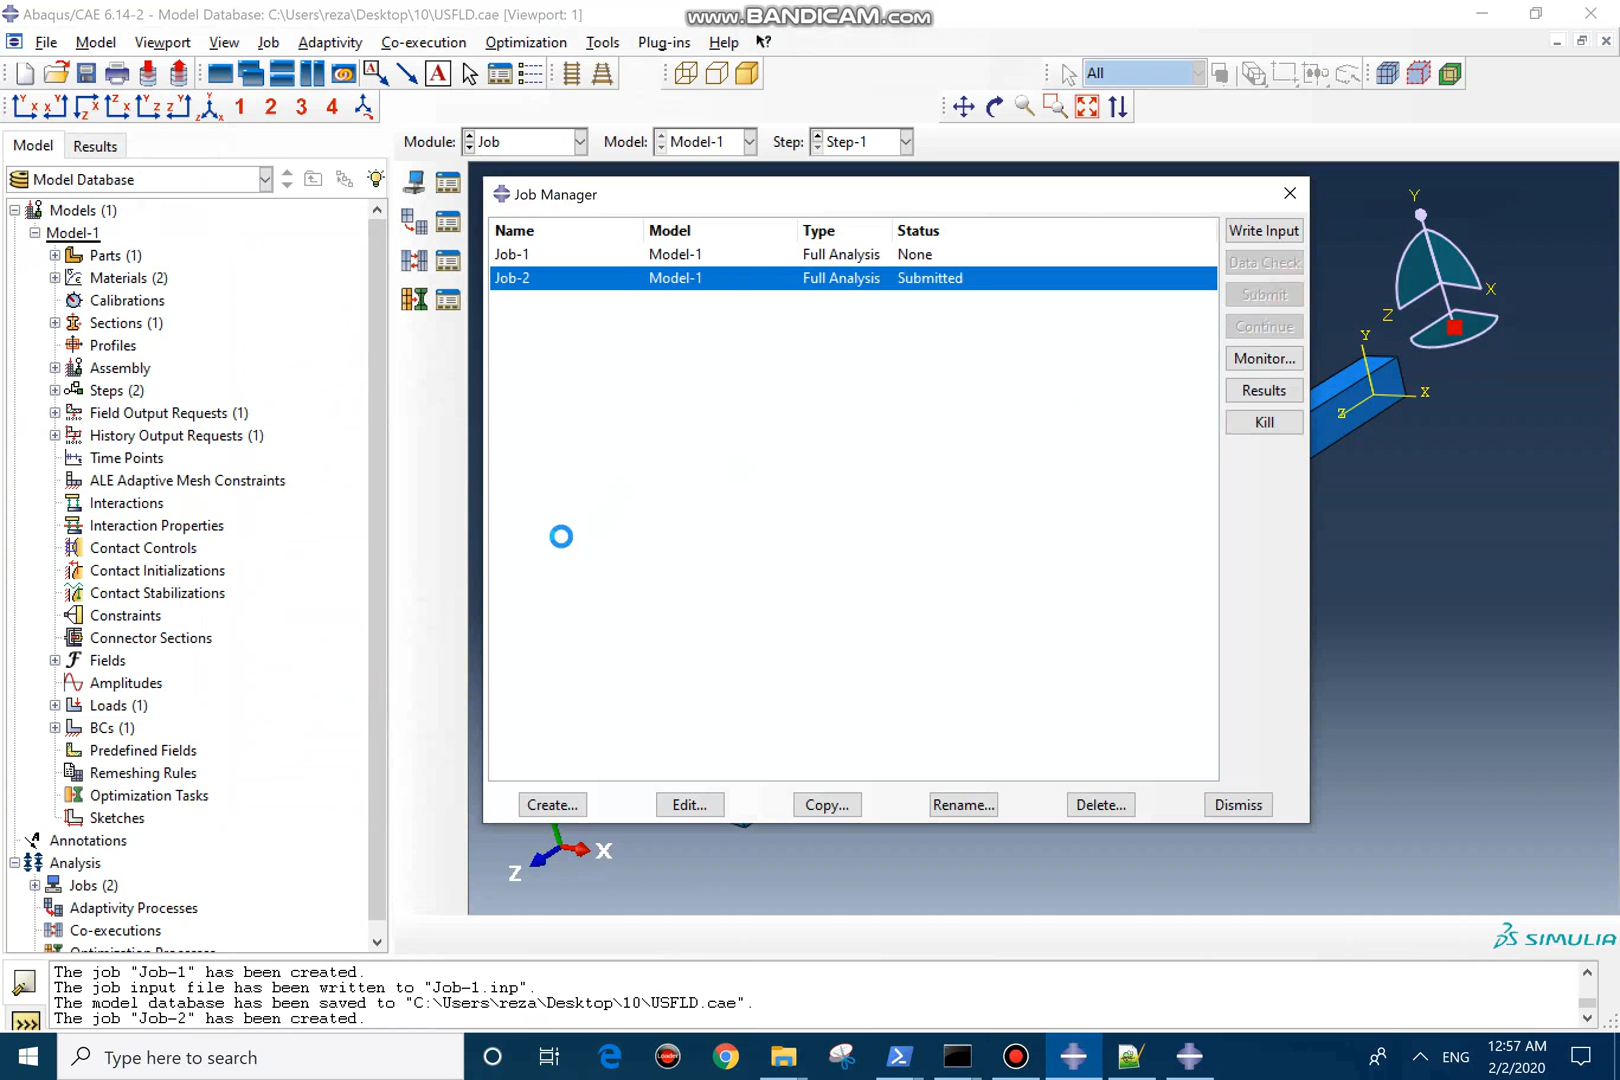 Abaqus/CAE 6.14-2 - Model Database: C:\Users\reza\Desktop\10\USFLD.cae [Viewport: 1]
www.BANDICAM.com
File Model Viewport View Job Adaptivity Co-execution Optimization Tools Plug-ins Help
A
All
1 2 3 4
Model Results
Module: Job Model: Model-1 Step: Step-1
Model Database
Models (1)
Model-1
Parts (1)
Materials (2)
Calibrations
Sections (1)
Profiles
Assembly
Steps (2)
Field Output Requests (1)
History Output Requests (1)
Time Points
ALE Adaptive Mesh Constraints
Interactions
Interaction Properties
Contact Controls
Contact Initializations
Contact Stabilizations
Constraints
Connector Sections
Fields
Amplitudes
Loads (1)
BCs (1)
Predefined Fields
Remeshing Rules
Optimization Tasks
Sketches
Annotations
Analysis
Jobs (2)
Adaptivity Processes
Co-executions
Job Manager
Name Model Type Status
Job-1 Model-1 Full Analysis None
Job-2 Model-1 Full Analysis Submitted
Write Input
Data Check
Submit
Continue
Monitor...
Results
Kill
Create... Edit... Copy... Rename... Delete... Dismiss
Y
X
Z
Y
X
Z
X
Z
SIMULIA
The job "Job-1" has been created.
The job input file has been written to "Job-1.inp".
The model database has been saved to "C:\Users\reza\Desktop\10\USFLD.cae".
The job "Job-2" has been created.
Type here to search
ENG
12:57 AM
2/2/2020